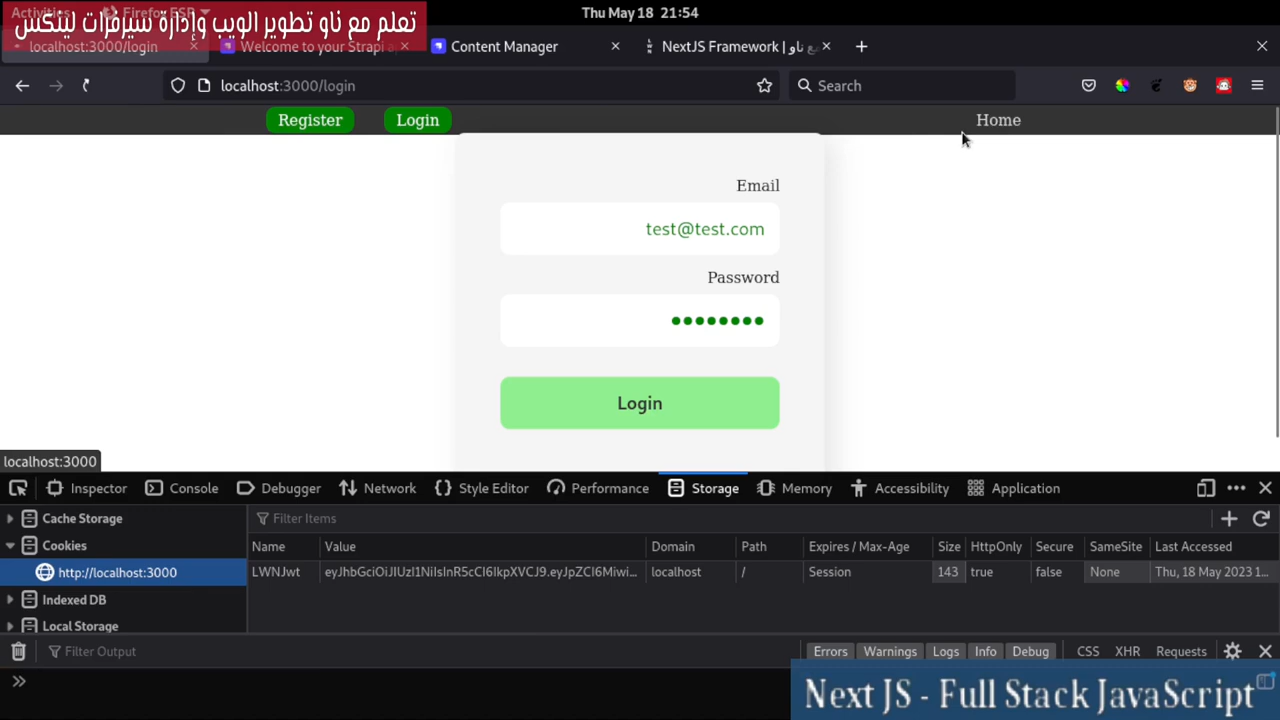 Activities Firefox ESR Thu May 18 21:54
تعلم مع ناو تطوير الويب وإدارة سيرفرات لينكس
localhost:3000/login Welcome to your Strapi a Content Manager NextJS Framework | مع ناو
localhost:3000/login Search
Register Login Home
Email
test@test.com
Password
Login
localhost:3000
Inspector Console Debugger Network Style Editor Performance Storage Memory Accessibility Application
Cache Storage Filter Items
Cookies Name Value Domain Path Expires / Max-Age Size HttpOnly Secure SameSite Last Accessed
http://localhost:3000 LWNJwt eyJhbGciOiJIUzI1NiIsInR5cCI6IkpXVCJ9.eyJpZCI6Miwi… localhost / Session 143 true false None Thu, 18 May 2023 1…
Indexed DB
Local Storage
Filter Output Errors Warnings Logs Info Debug CSS XHR Requests
Next JS - Full Stack JavaScript